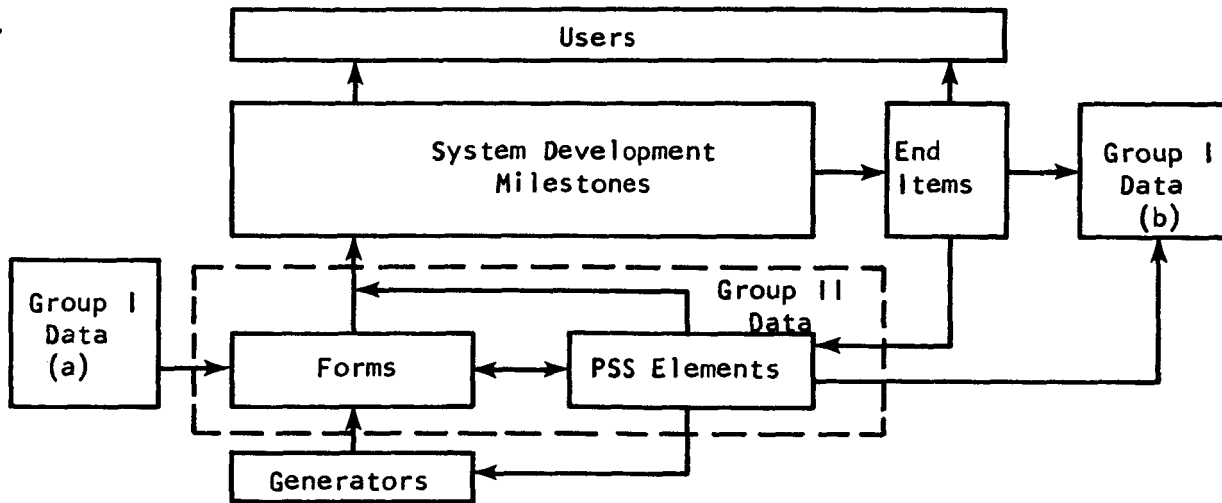 Users
System Development
Milestones
End
Items
Group I
Data
(b)
Group I
Data
(a)
Group II
Data
Forms
PSS Elements
Generators